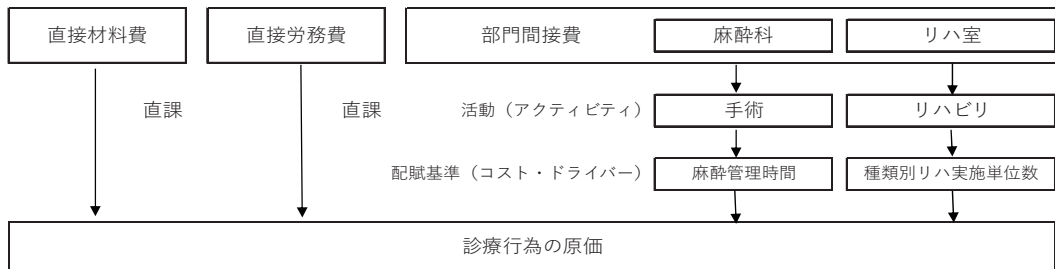 直接材料費
直接労務費
部門間接費
麻酔科
リハ室
直課
直課
活動（アクティビティ）
手術
リハビリ
配賦基準（コスト・ドライバー）
麻酔管理時間
種類別リハ実施単位数
診療行為の原価